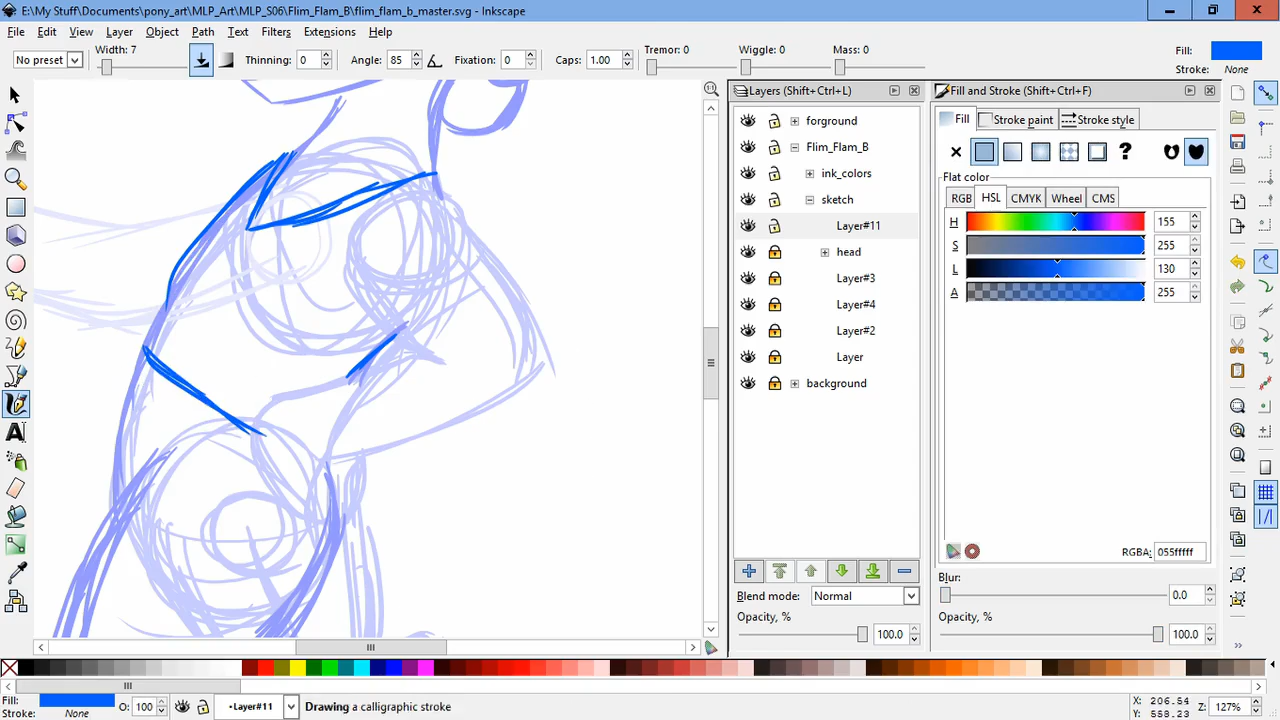 E:\My Stuff\Documents\pony_art\MLP_Art\MLP_S06\Flim_Flam_B\flim_flam_b_master.svg - Inkscape
File Edit View Layer Object Path Text Filters Extensions Help
No preset Width: 7 Thinning: 0 Angle: 85 Fixation: 0 Caps: 1.00 Tremor: 0 Wiggle: 0 Mass: 0 Fill: Stroke: None
Layers (Shift+Ctrl+L)
forground
Flim_Flam_B
ink_colors
sketch
Layer#11
head
Layer#3
Layer#4
Layer#2
Layer
background
Blend mode: Normal
Opacity, %
100.0
Fill and Stroke (Shift+Ctrl+F)
Fill Stroke paint Stroke style
?
Flat color
RGB HSL CMYK Wheel CMS
H 155
S 255
L 130
A 255
RGBA: 055fffff
Blur:
0.0
Opacity, %
100.0
Fill:
Stroke: None
O: 100
•Layer#11
Drawing a calligraphic stroke
X: 206.54
Y: 558.23
Z: 127%